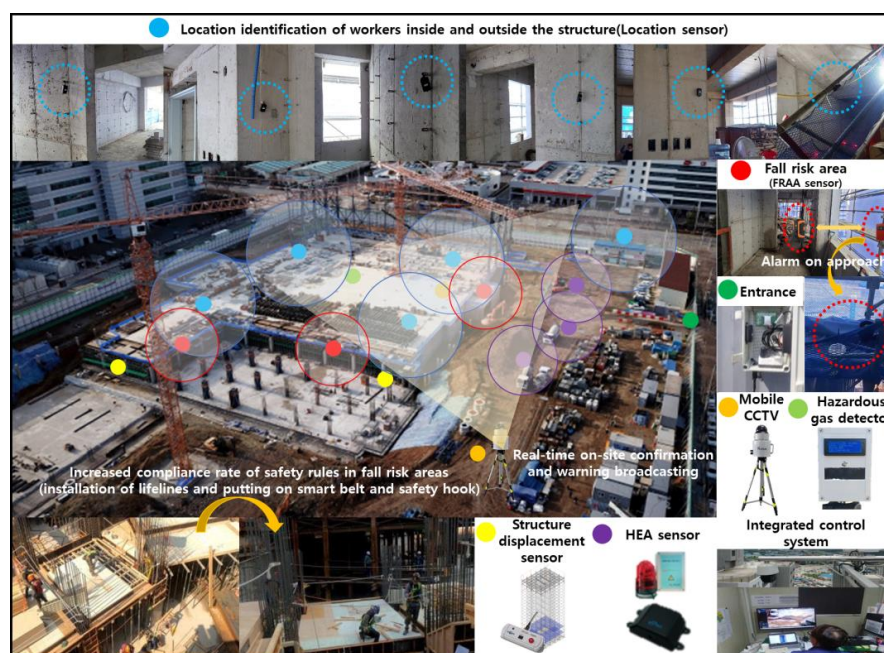 Location identification of workers inside and outside the structure(Location sensor)
Fall risk area
(FRAA sensor)
Alarm on approach
Entrance
Mobile
CCTV
Hazardous
gas detecto
Increased compliance rate of safety rules in fall risk areas
(installation of lifelines and putting on smart belt and safety hook)
Real-time on-site confirmation
and warning broadcasting
Structure
displacement
sensor
HEA sensor
Integrated control
system